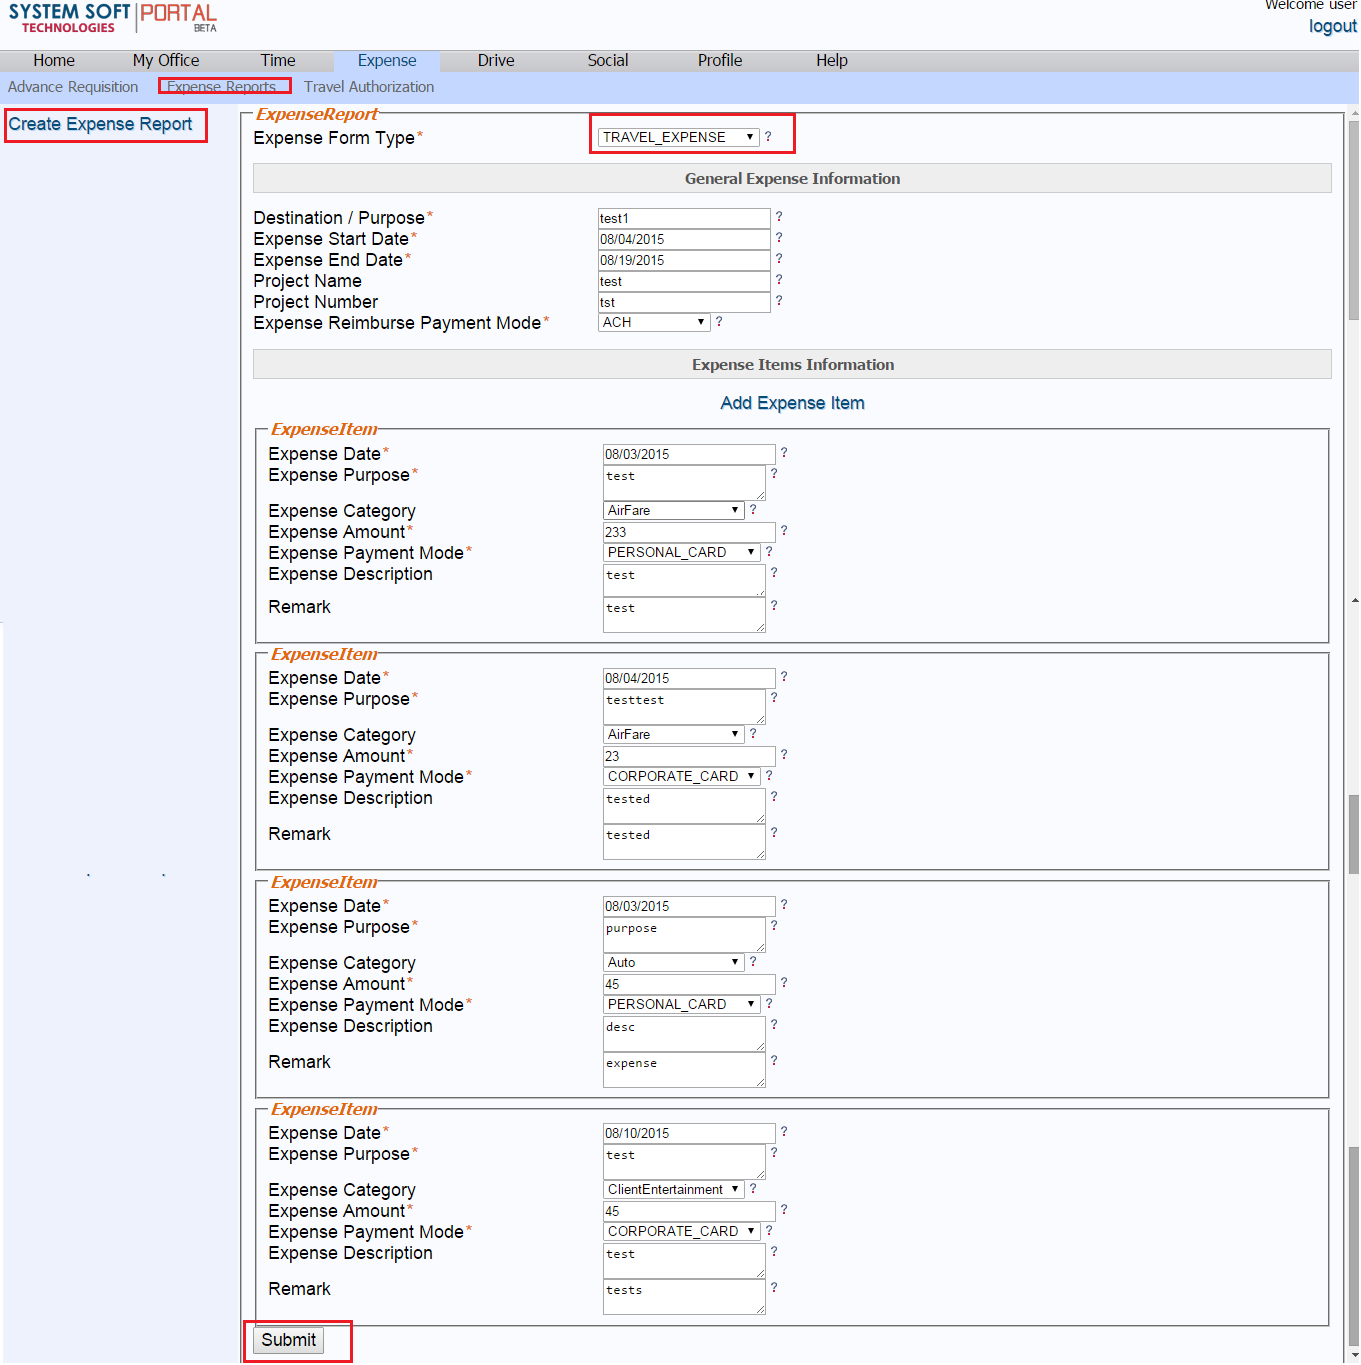 SYSTEM SOFT PORTAL
TECHNOLOGIES BETA
Welcome user
logout
Home My Office Time Expense Drive Social Profile Help
Advance Requisition Expense Reports Travel Authorization
Create Expense Report
ExpenseReport
Expense Form Type* TRAVEL_EXPENSE ?
General Expense Information
Destination / Purpose* test1 ?
Expense Start Date* 08/04/2015 ?
Expense End Date* 08/19/2015 ?
Project Name test ?
Project Number tst ?
Expense Reimburse Payment Mode* ACH ?
Expense Items Information
Add Expense Item
ExpenseItem
Expense Date* 08/03/2015 ?
Expense Purpose* test ?
Expense Category AirFare ?
Expense Amount* 233 ?
Expense Payment Mode* PERSONAL_CARD ?
Expense Description test ?
Remark test ?
ExpenseItem
Expense Date* 08/04/2015 ?
Expense Purpose* testtest ?
Expense Category AirFare ?
Expense Amount* 23 ?
Expense Payment Mode* CORPORATE_CARD ?
Expense Description tested ?
Remark tested ?
ExpenseItem
Expense Date* 08/03/2015 ?
Expense Purpose* purpose ?
Expense Category Auto ?
Expense Amount* 45 ?
Expense Payment Mode* PERSONAL_CARD ?
Expense Description desc ?
Remark expense ?
ExpenseItem
Expense Date* 08/10/2015 ?
Expense Purpose* test ?
Expense Category ClientEntertainment ?
Expense Amount* 45 ?
Expense Payment Mode* CORPORATE_CARD ?
Expense Description test ?
Remark tests ?
Submit